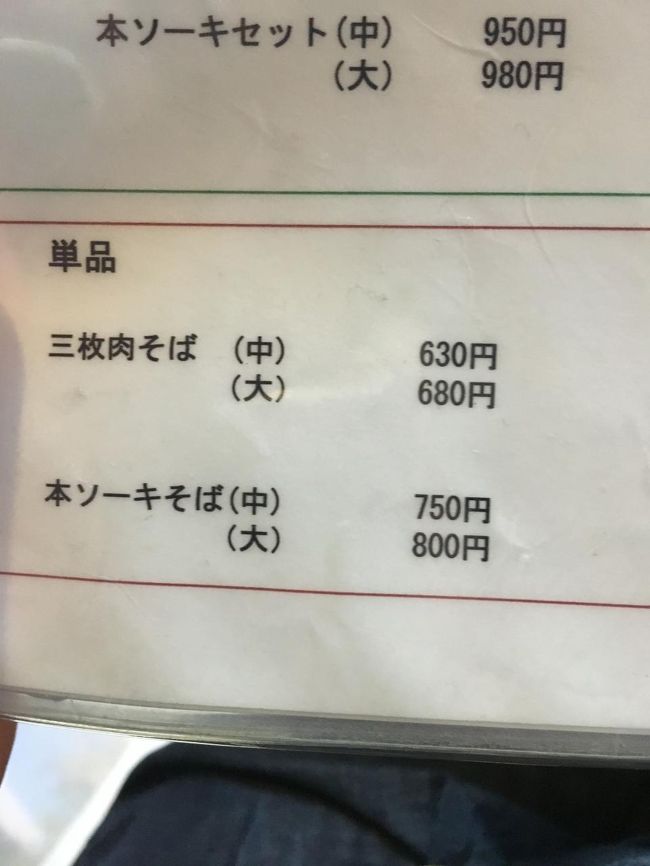 本ソーキセット(中) 950円
(大) 980円
単品
三枚肉そば (中) 630円
(大) 680円
本ソーキそば(中) 750円
(大) 800円